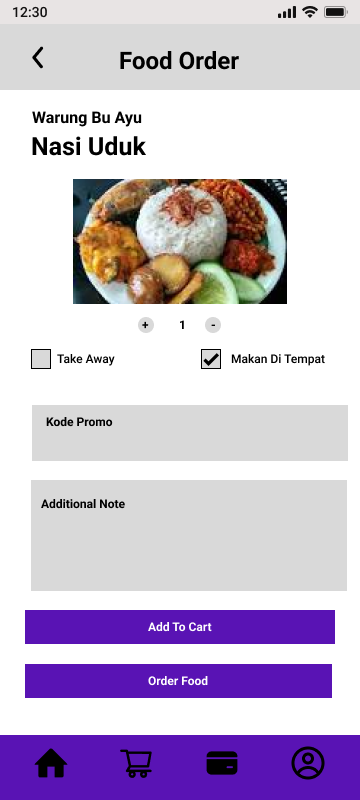 12:30
Food Order
Warung Bu Ayu
Nasi Uduk
+ 1 -
Take Away
Makan Di Tempat
Kode Promo
Additional Note
Add To Cart
Order Food